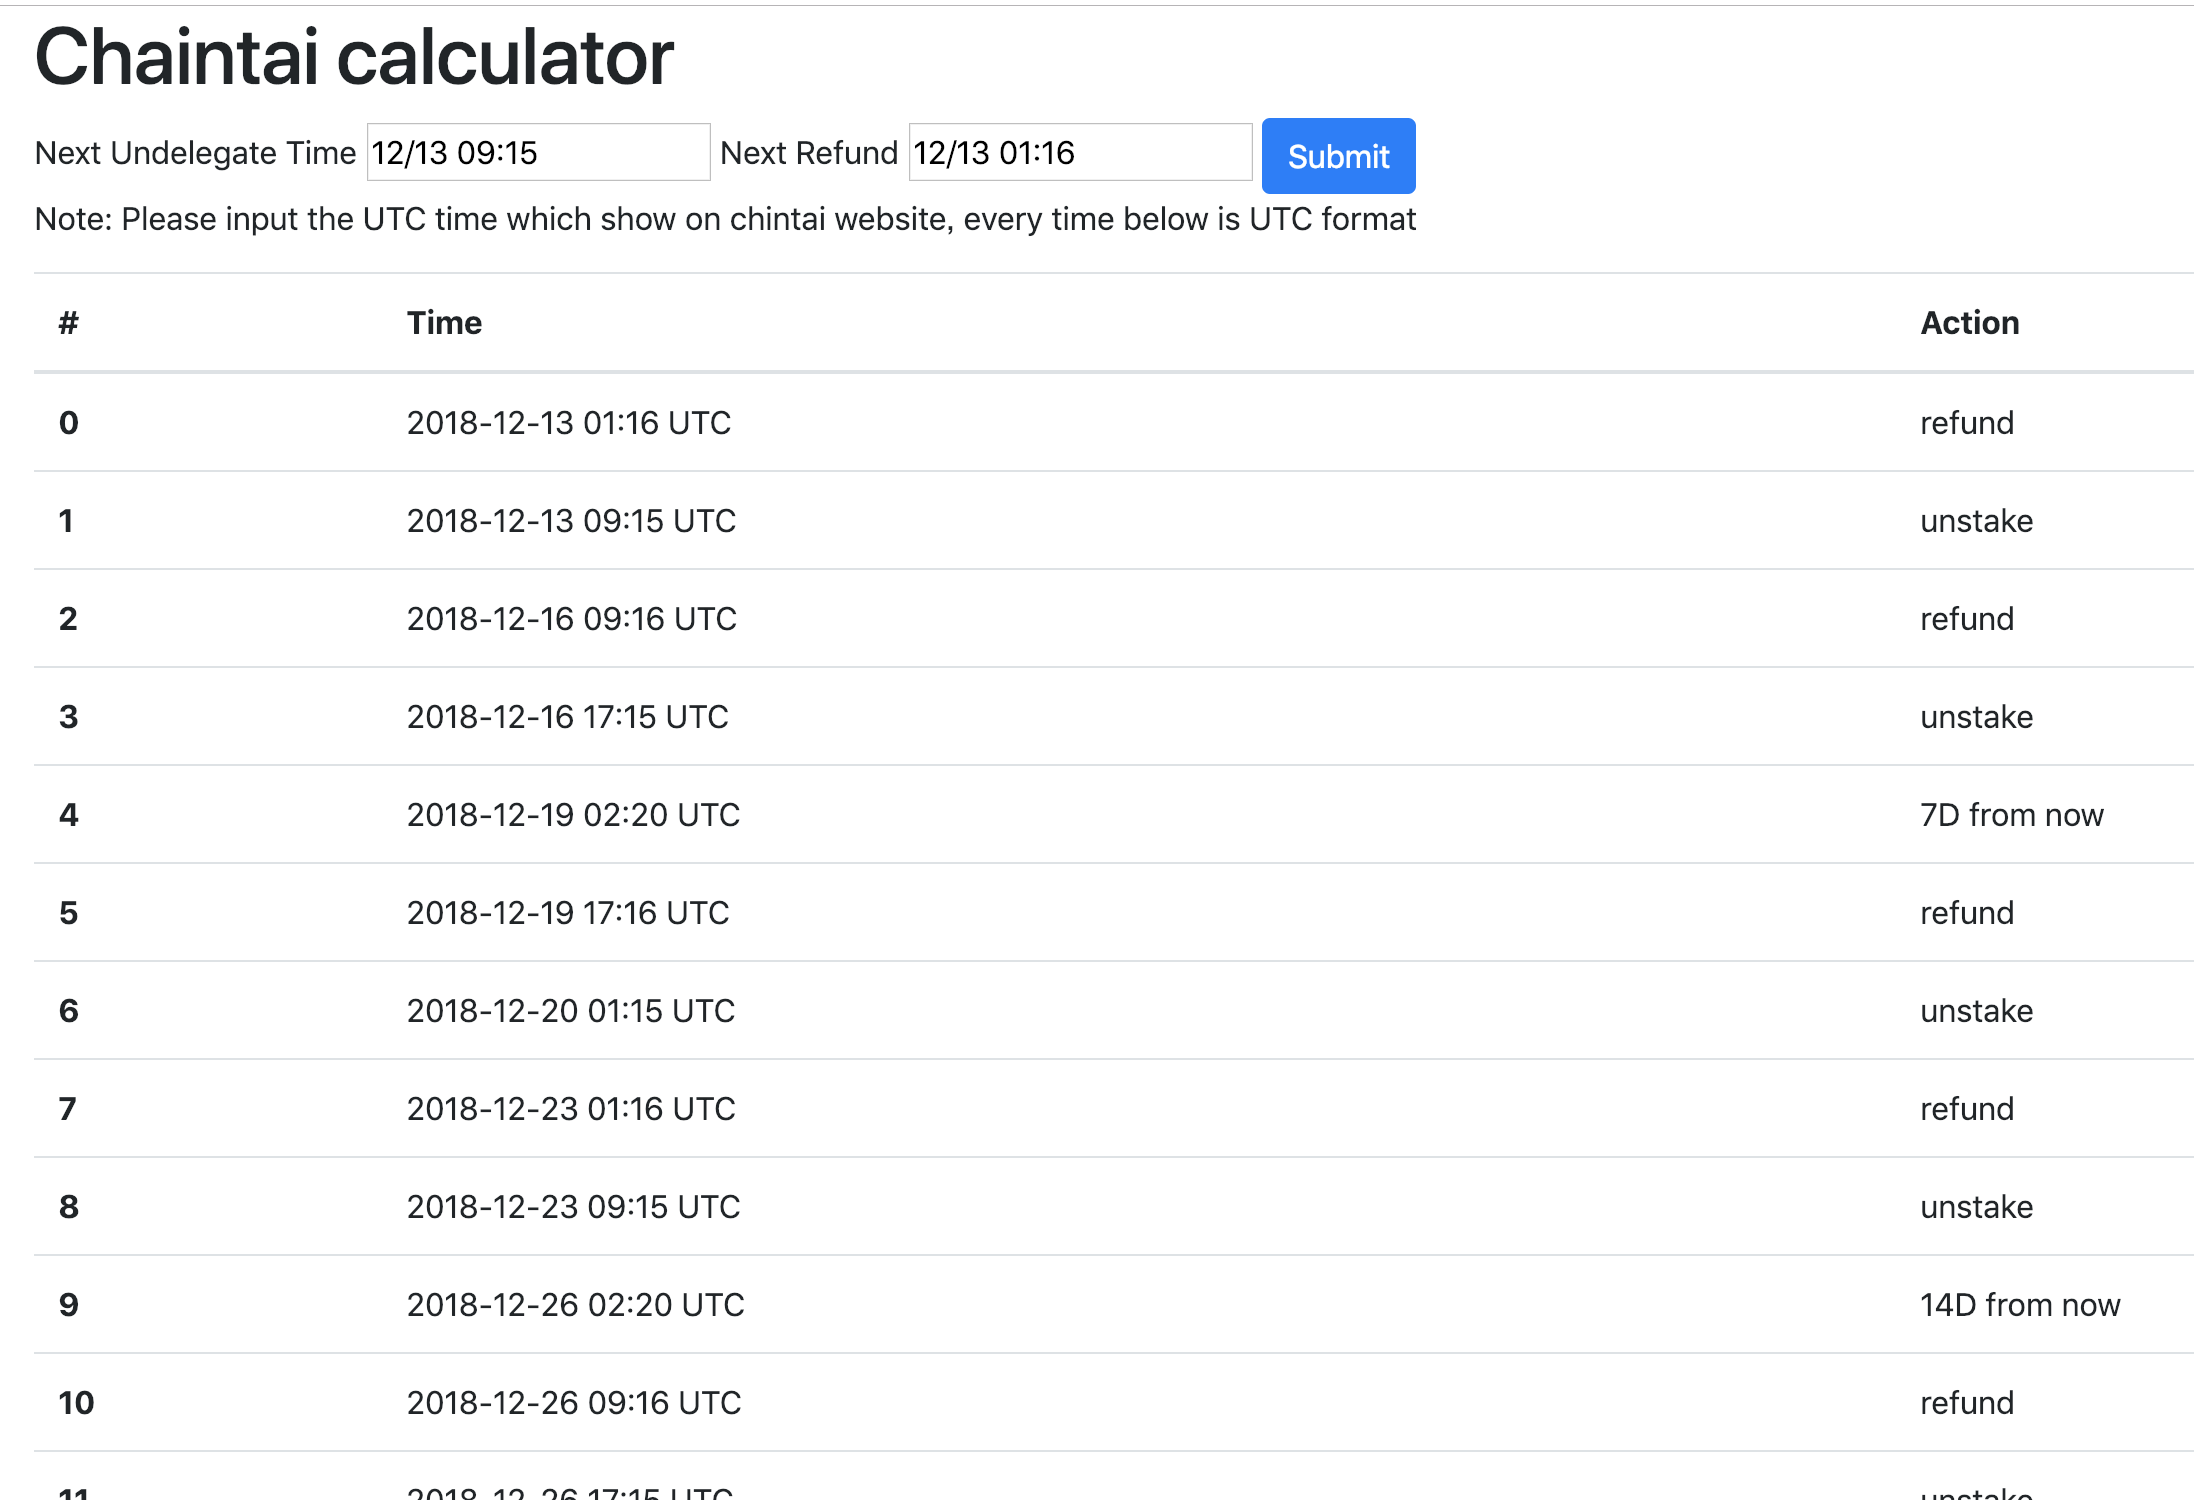 Chaintai calculator
Next Undelegate Time 12/13 09:15 Next Refund 12/13 01:16 Submit
Note: Please input the UTC time which show on chintai website, every time below is UTC format
# Time Action
0 2018-12-13 01:16 UTC refund
1 2018-12-13 09:15 UTC unstake
2 2018-12-16 09:16 UTC refund
3 2018-12-16 17:15 UTC unstake
4 2018-12-19 02:20 UTC 7D from now
5 2018-12-19 17:16 UTC refund
6 2018-12-20 01:15 UTC unstake
7 2018-12-23 01:16 UTC refund
8 2018-12-23 09:15 UTC unstake
9 2018-12-26 02:20 UTC 14D from now
10 2018-12-26 09:16 UTC refund
11 2018-12-26 17:15 UTC unstake